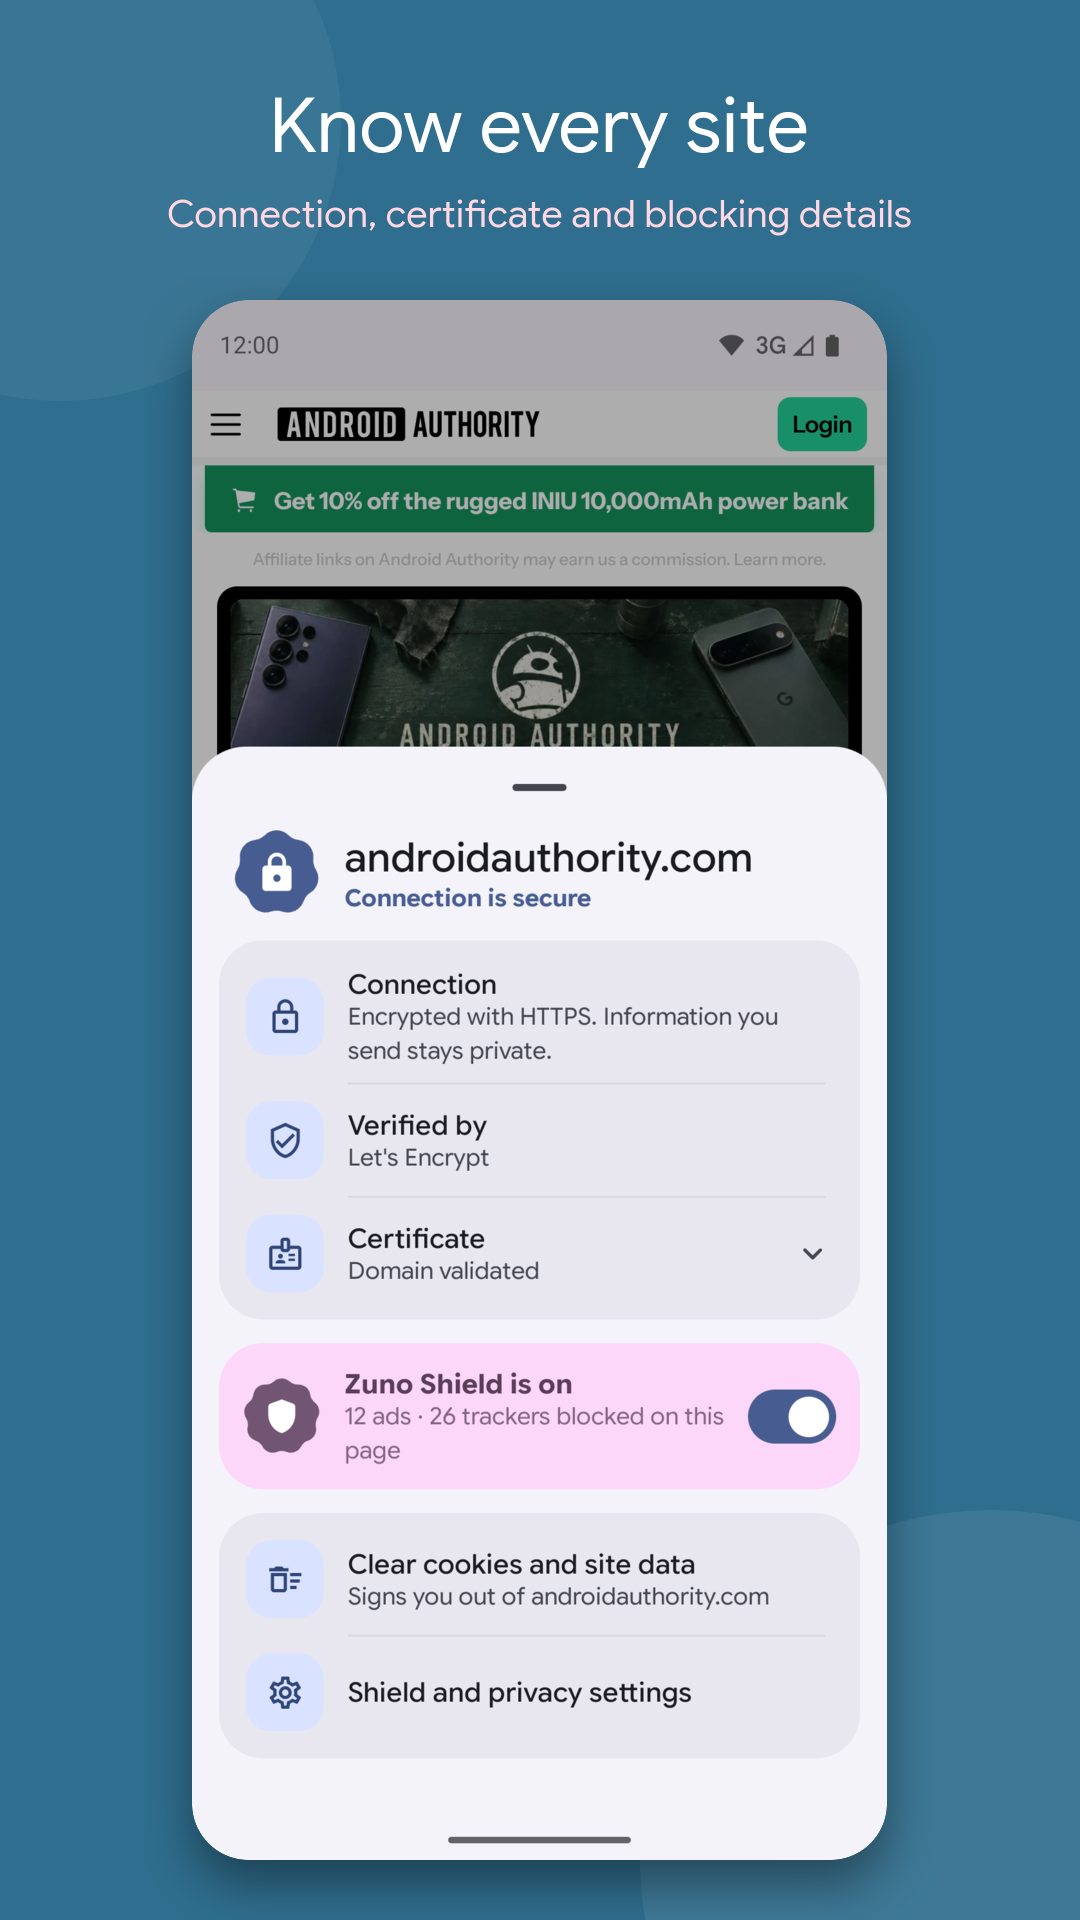 Know every site
Connection, certificate and blocking details
12:00
3G
ANDROID AUTHORITY
Login
Get 10% off the rugged INIU 10,000mAh power bank
Affiliate links on Android Authority may earn us a commission. Learn more.
ANDROID AUTHORITY
androidauthority.com
Connection is secure
Connection
Encrypted with HTTPS. Information you
send stays private.
Verified by
Let's Encrypt
Certificate
Domain validated
Zuno Shield is on
12 ads · 26 trackers blocked on this
page
Clear cookies and site data
Signs you out of androidauthority.com
Shield and privacy settings